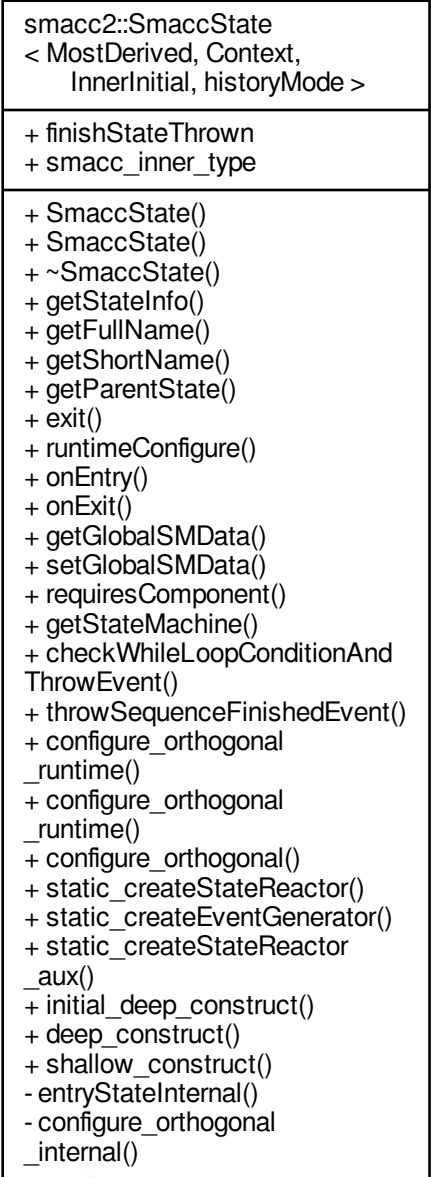 smacc2::SmaccState
< MostDerived, Context,
InnerInitial, historyMode >
+ finishStateThrown
+ smacc_inner_type
+ SmaccState()
+ SmaccState()
+ ~SmaccState()
+ getStateInfo()
+ getFullName()
+ getShortName()
+ getParentState()
+ exit()
+ runtimeConfigure()
+ onEntry()
+ onExit()
+ getGlobalSMData()
+ setGlobalSMData()
+ requiresComponent()
+ getStateMachine()
+ checkWhileLoopConditionAnd
ThrowEvent()
+ throwSequenceFinishedEvent()
+ configure_orthogonal
_runtime()
+ configure_orthogonal
_runtime()
+ configure_orthogonal()
+ static_createStateReactor()
+ static_createEventGenerator()
+ static_createStateReactor
_aux()
+ initial_deep_construct()
+ deep_construct()
+ shallow_construct()
- entryStateInternal()
- configure_orthogonal
_internal()